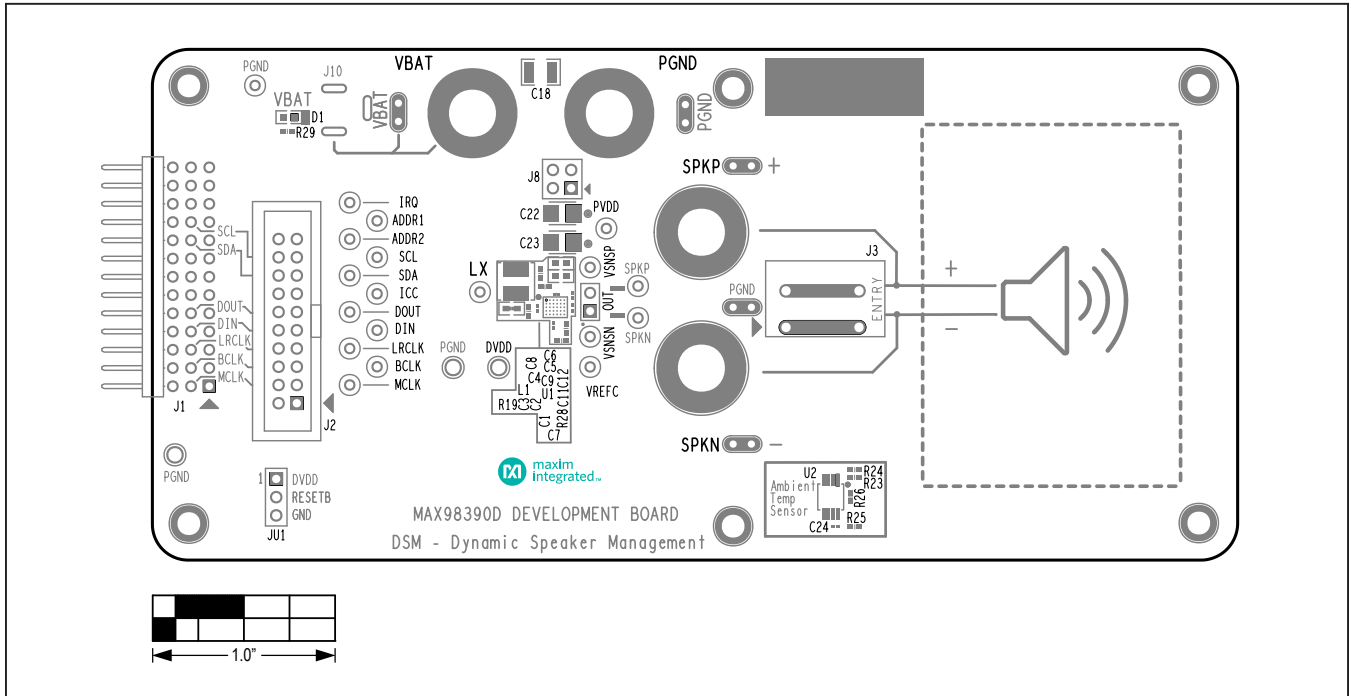 PGND
J10
VBAT
PGND
C18
VBAT
D1
R29
VBAT
PGND
SPKP
+
J8
C22
PVDD
C23
IRQ
ADDR1
ADDR2
SCL
SDA
ICC
DOUT
DIN
LRCLK
BCLK
MCLK
SCL
SDA
DOUT
DIN
LRCLK
BCLK
MCLK
J1
J2
LX
VSNSP
SPKP
OUT
SPKN
VSNSN
VREFC
PGND
DVDD
C6
C5
C8
C4
C9
L1
U1
C12
C11
R19
C3
C2
C1
R28
C7
J3
PGND
ENTRY
+
−
SPKN
−
PGND
1
DVDD
RESETB
GND
JU1
maxim
integrated™
MAX98390D DEVELOPMENT BOARD
DSM - Dynamic Speaker Management
U2
R24
R23
Ambient
Temp
Sensor
R26
R25
C24
1.0"